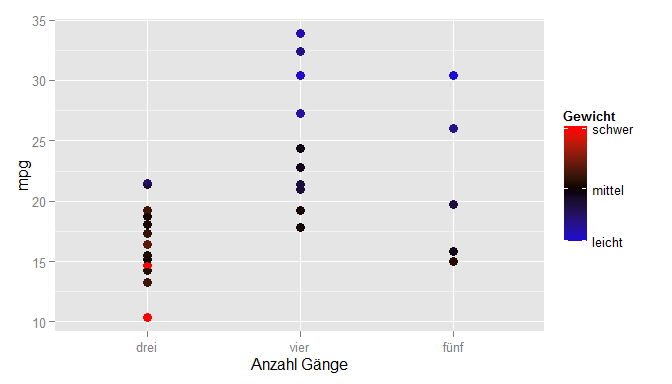 35
30
25
20
15
10
mpg
drei
vier
fünf
Anzahl Gänge
Gewicht
schwer
mittel
leicht